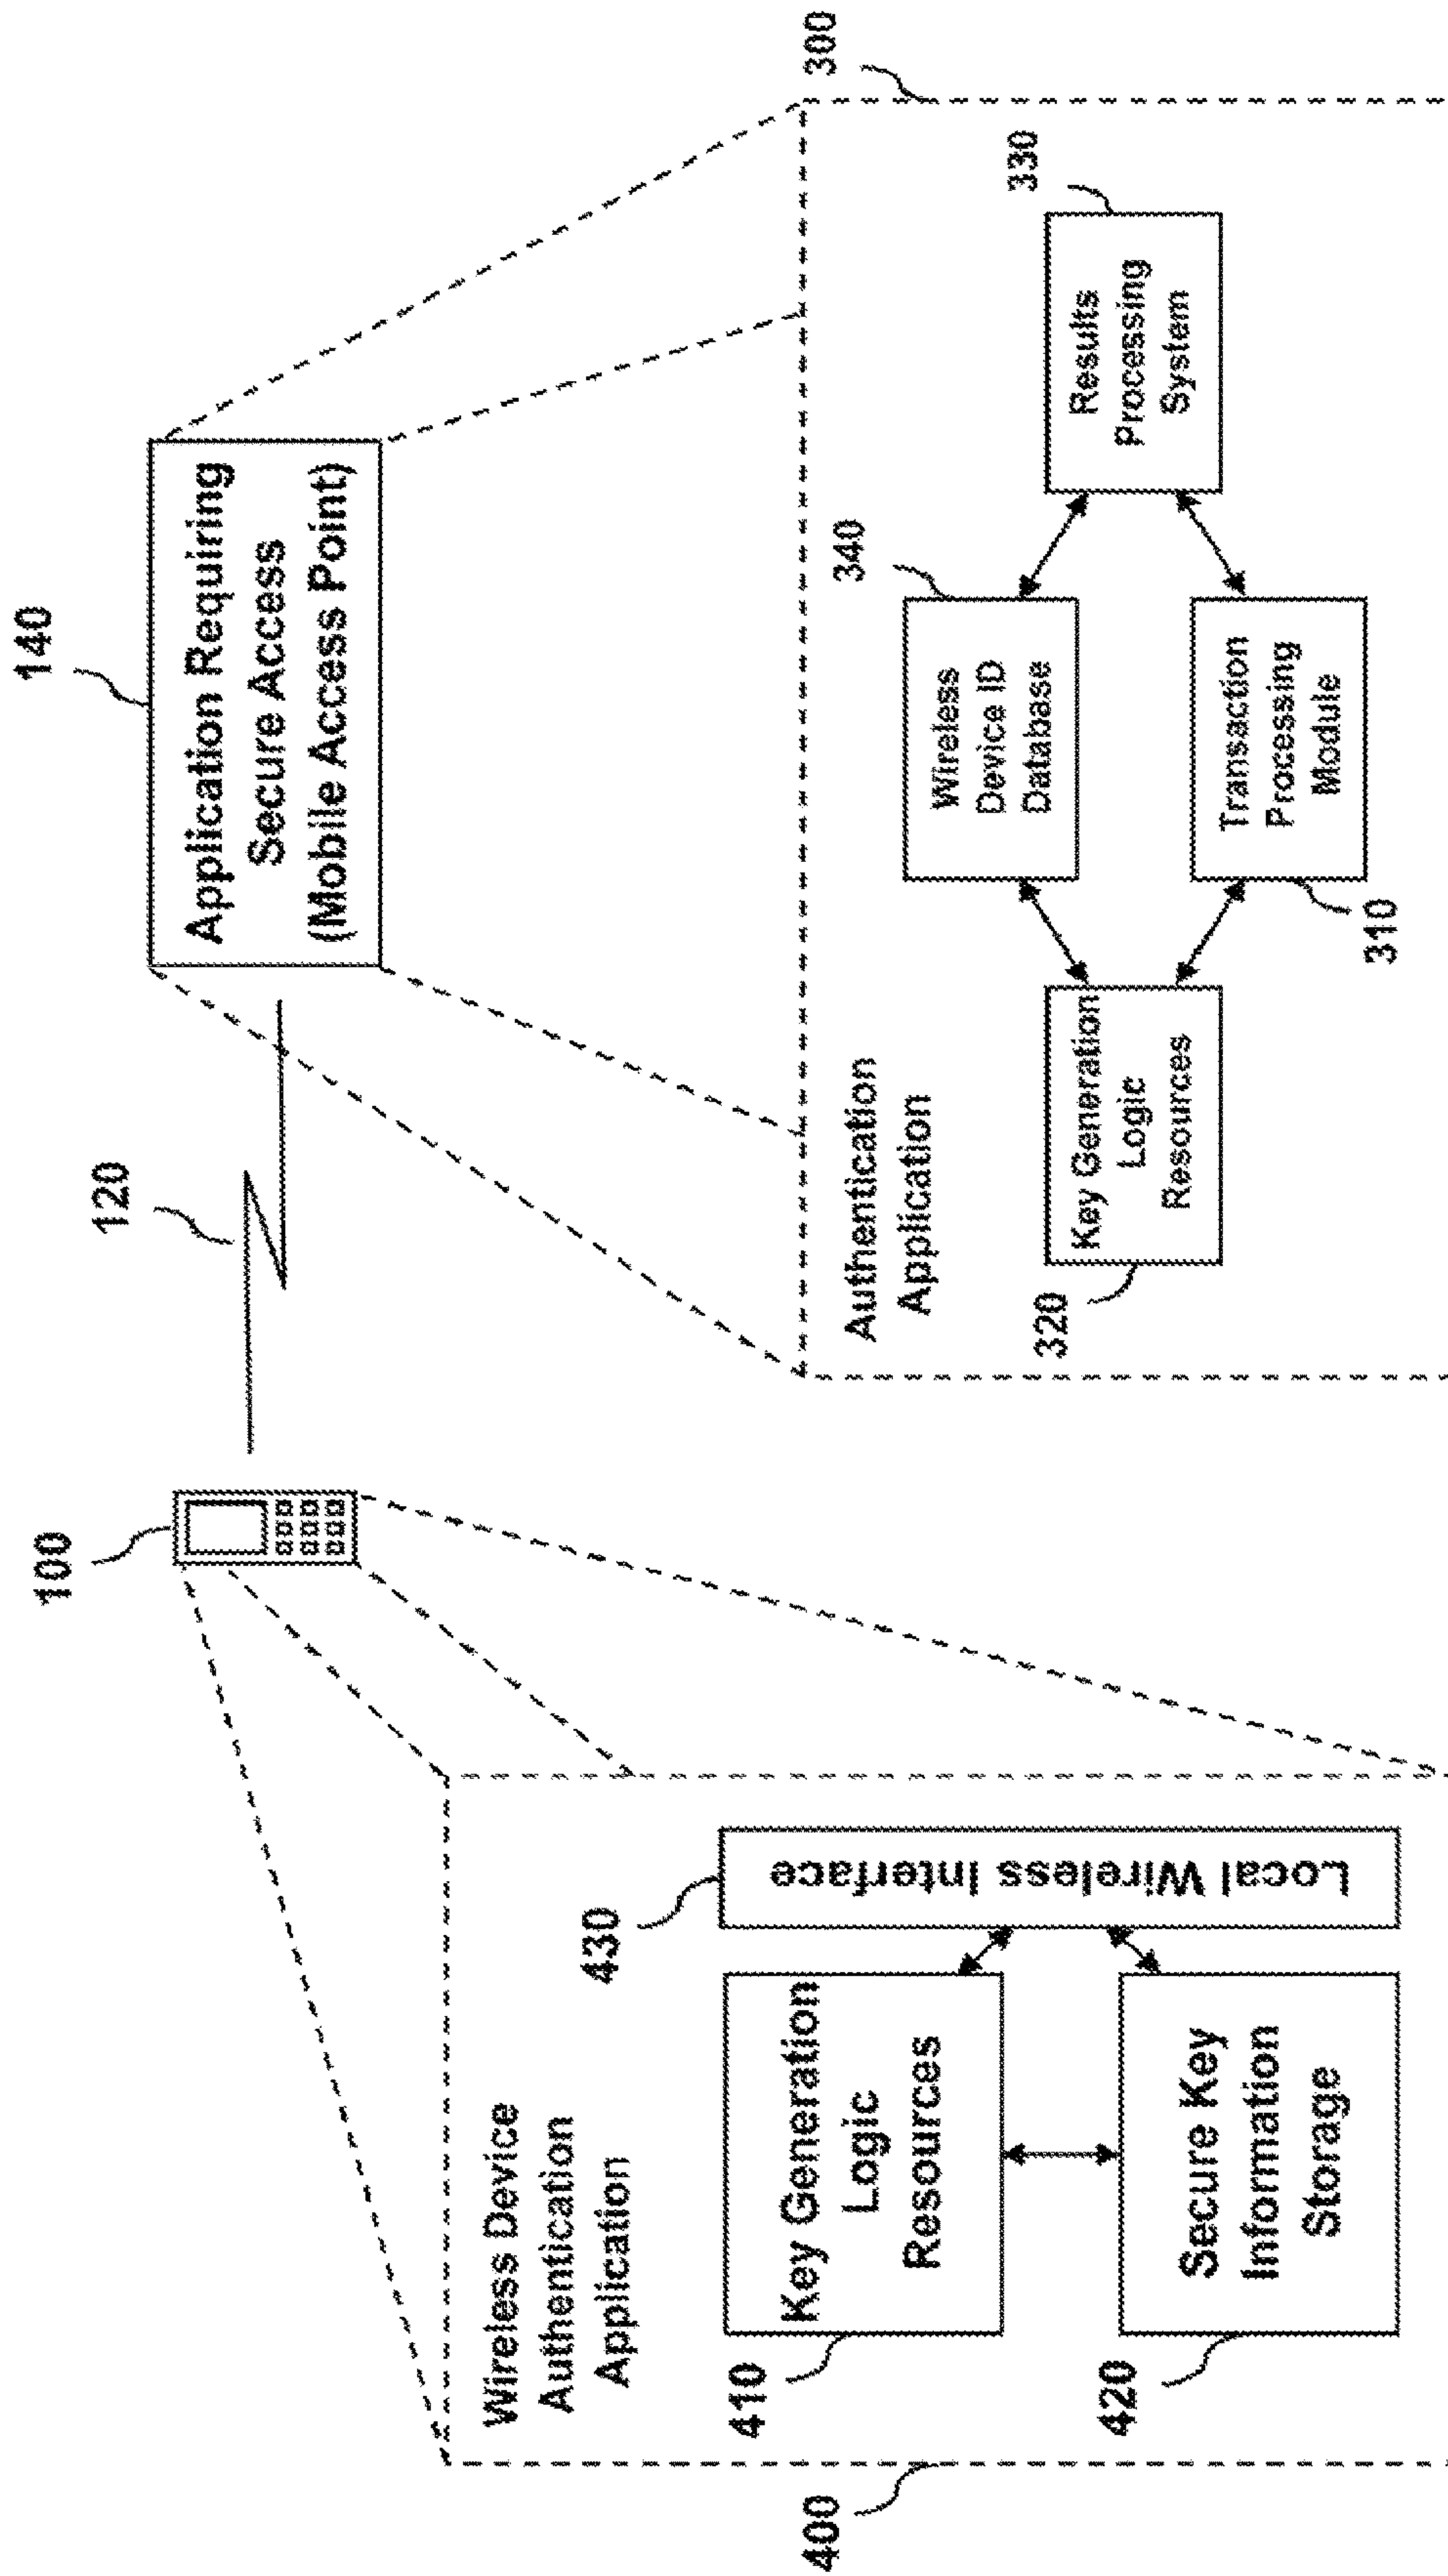 100
120
140
Application Requiring
Secure Access
(Mobile Access Point)
Wireless Device
Authentication
Application
400
410
Key Generation
Logic
Resources
420
Secure Key
Information
Storage
430
Local Wireless Interface
300
Authentication
Application
320
Key Generation
Logic
Resources
340
Wireless
Device ID
Database
310
Transaction
Processing
Module
330
Results
Processing
System